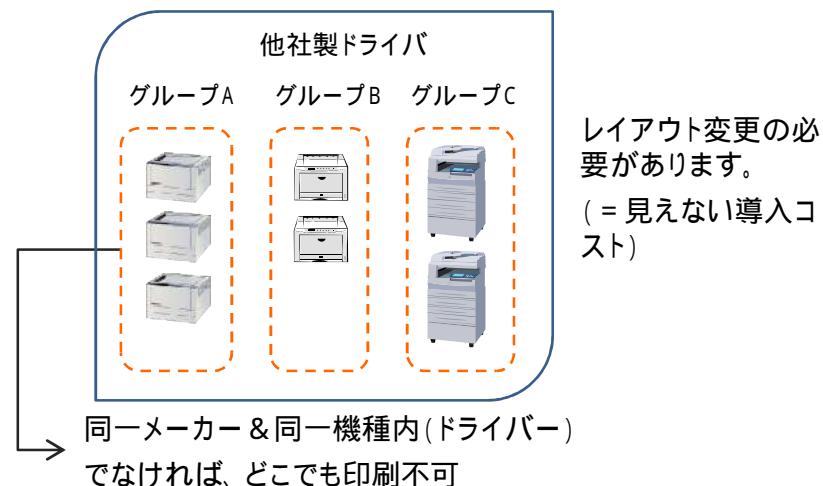 他社製ドライバ
グループA グループB グループC
レイアウト変更の必
要があります。
(=見えない導入コ
スト)
同一メーカー&同一機種内(ドライバー)
でなければ、どこでも印刷不可